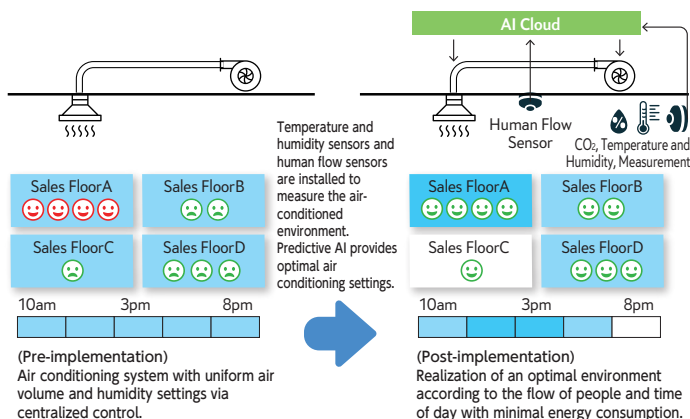 AI Cloud
Human Flow
Sensor
CO₂, Temperature and
Humidity, Measurement
Temperature and
humidity sensors and
human flow sensors
are installed to
measure the air-
conditioned
environment.
Predictive AI provides
optimal air
conditioning settings.
Sales FloorA
Sales FloorB
Sales FloorC
Sales FloorD
10am 3pm 8pm
(Pre-implementation)
Air conditioning system with uniform air
volume and humidity settings via
centralized control.
Sales FloorA
Sales FloorB
Sales FloorC
Sales FloorD
10am 3pm 8pm
(Post-implementation)
Realization of an optimal environment
according to the flow of people and time
of day with minimal energy consumption.